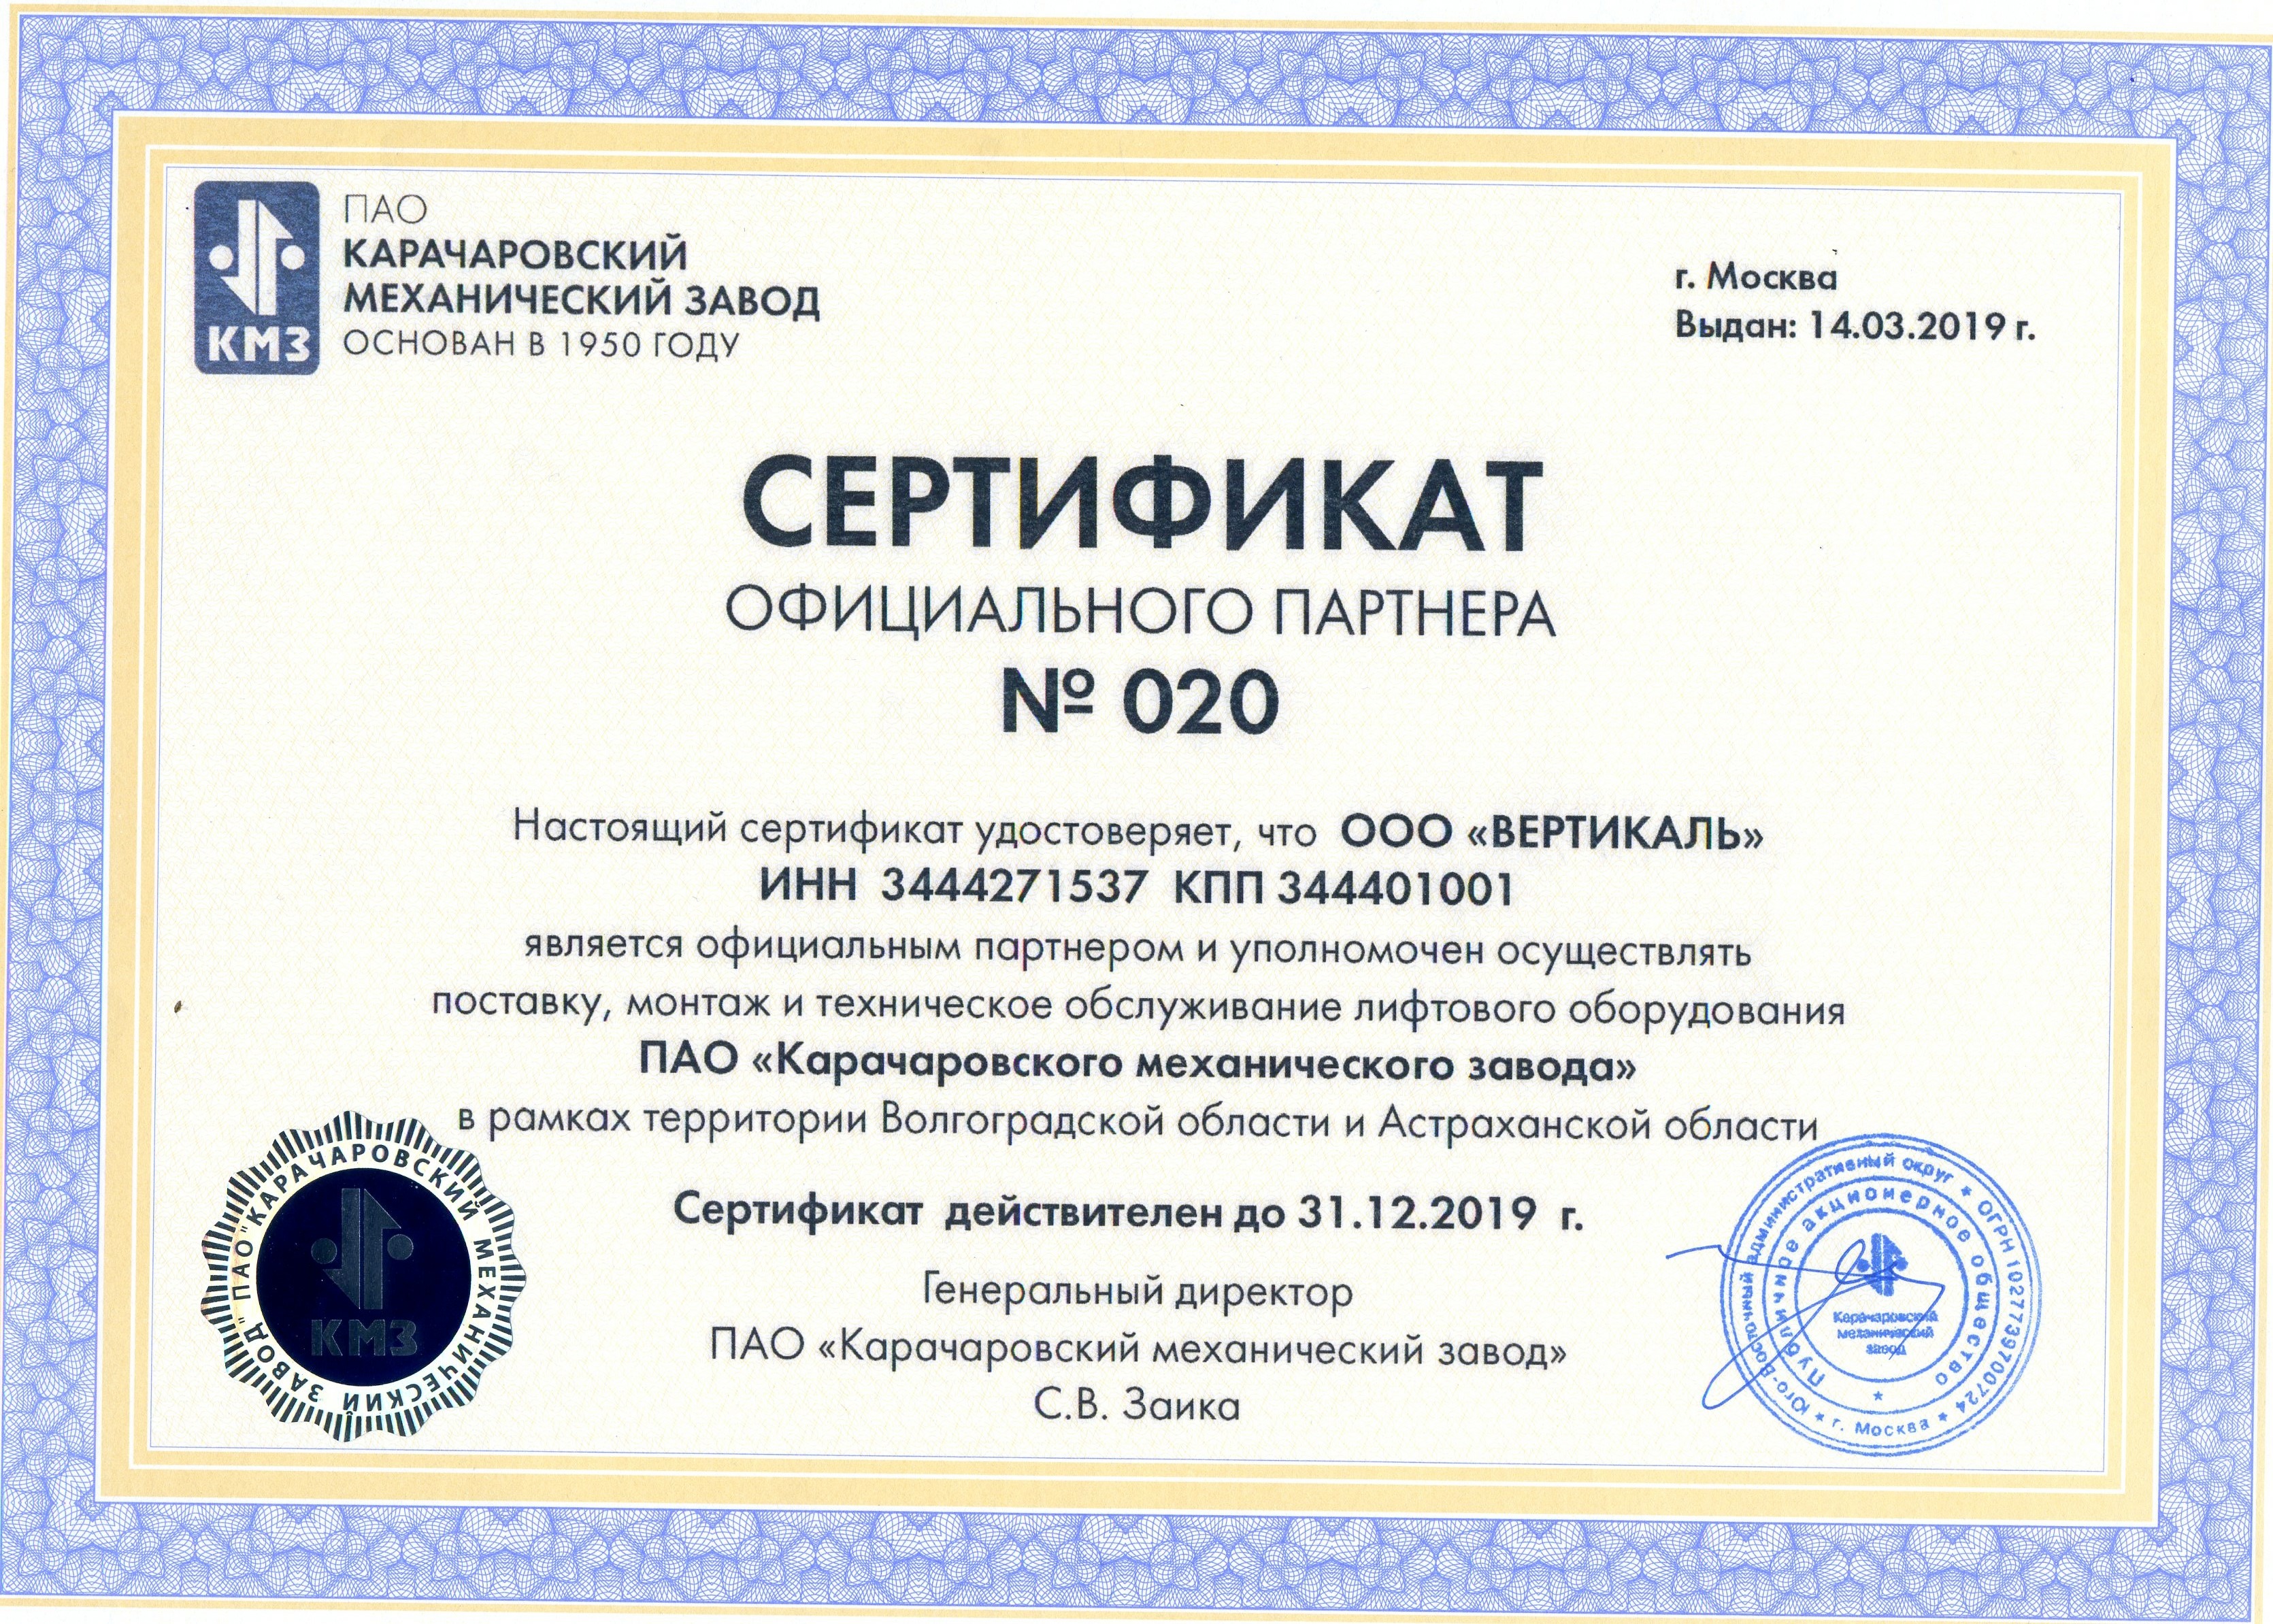 КМЗ
ПАО
КАРАЧАРОВСКИЙ
МЕХАНИЧЕСКИЙ ЗАВОД
ОСНОВАН В 1950 ГОДУ
г. Москва
Выдан: 14.03.2019 г.
СЕРТИФИКАТ
ОФИЦИАЛЬНОГО ПАРТНЕРА
№ 020
Настоящий сертификат удостоверяет, что ООО «ВЕРТИКАЛЬ»
ИНН 3444271537 КПП 344401001
является официальным партнером и уполномочен осуществлять
поставку, монтаж и техническое обслуживание лифтового оборудования
ПАО «Карачаровского механического завода»
в рамках территории Волгоградской области и Астраханской области
Сертификат действителен до 31.12.2019 г.
Генеральный директор
ПАО «Карачаровский механический завод»
С.В. Заика
ПАО "КАРАЧАРОВСКИЙ МЕХАНИЧЕСКИЙ ЗАВОД"
КМЗ
Юго-Восточный административный округ * ОГРН 1027739700724 * г. Москва *
Публичное акционерное общество *
Карачаровский
механический
завод